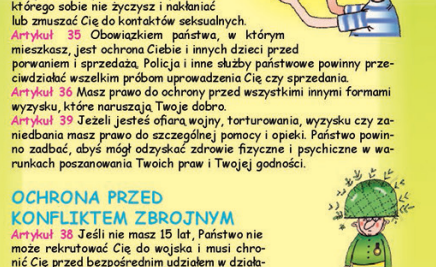 którego sobie nie życzysz i nakłaniać
lub zmuszać Cię do kontaktów seksualnych.
Artykuł 35 Obowiązkiem państwa, w którym
mieszkasz, jest ochrona Ciebie i innych dzieci przed
porwaniem i sprzedażą. Policja i inne służby państwowe powinny prze-
ciwdziałać wszelkim próbom uprowadzenia Cię czy sprzedania.
Artykuł 36 Masz prawo do ochrony przed wszystkimi innymi formami
wyzysku, które naruszają Twoje dobro.
Artykuł 39 Jeżeli jesteś ofiarą wojny, torturowania, wyzysku czy za-
niedbania masz prawo do szczególnej pomocy i opieki. Państwo powin-
no zadbać, abyś mógł odzyskać zdrowie fizyczne i psychiczne w wa-
runkach poszanowania Twoich praw i Twojej godności.
OCHRONA PRZED
KONFLIKTEM ZBROJNYM
Artykuł 38 Jeśli nie masz 15 lat, Państwo nie
może rekrutować Cię do wojska i musi chro-
nić Cię przed bezpośrednim udziałem w działa-